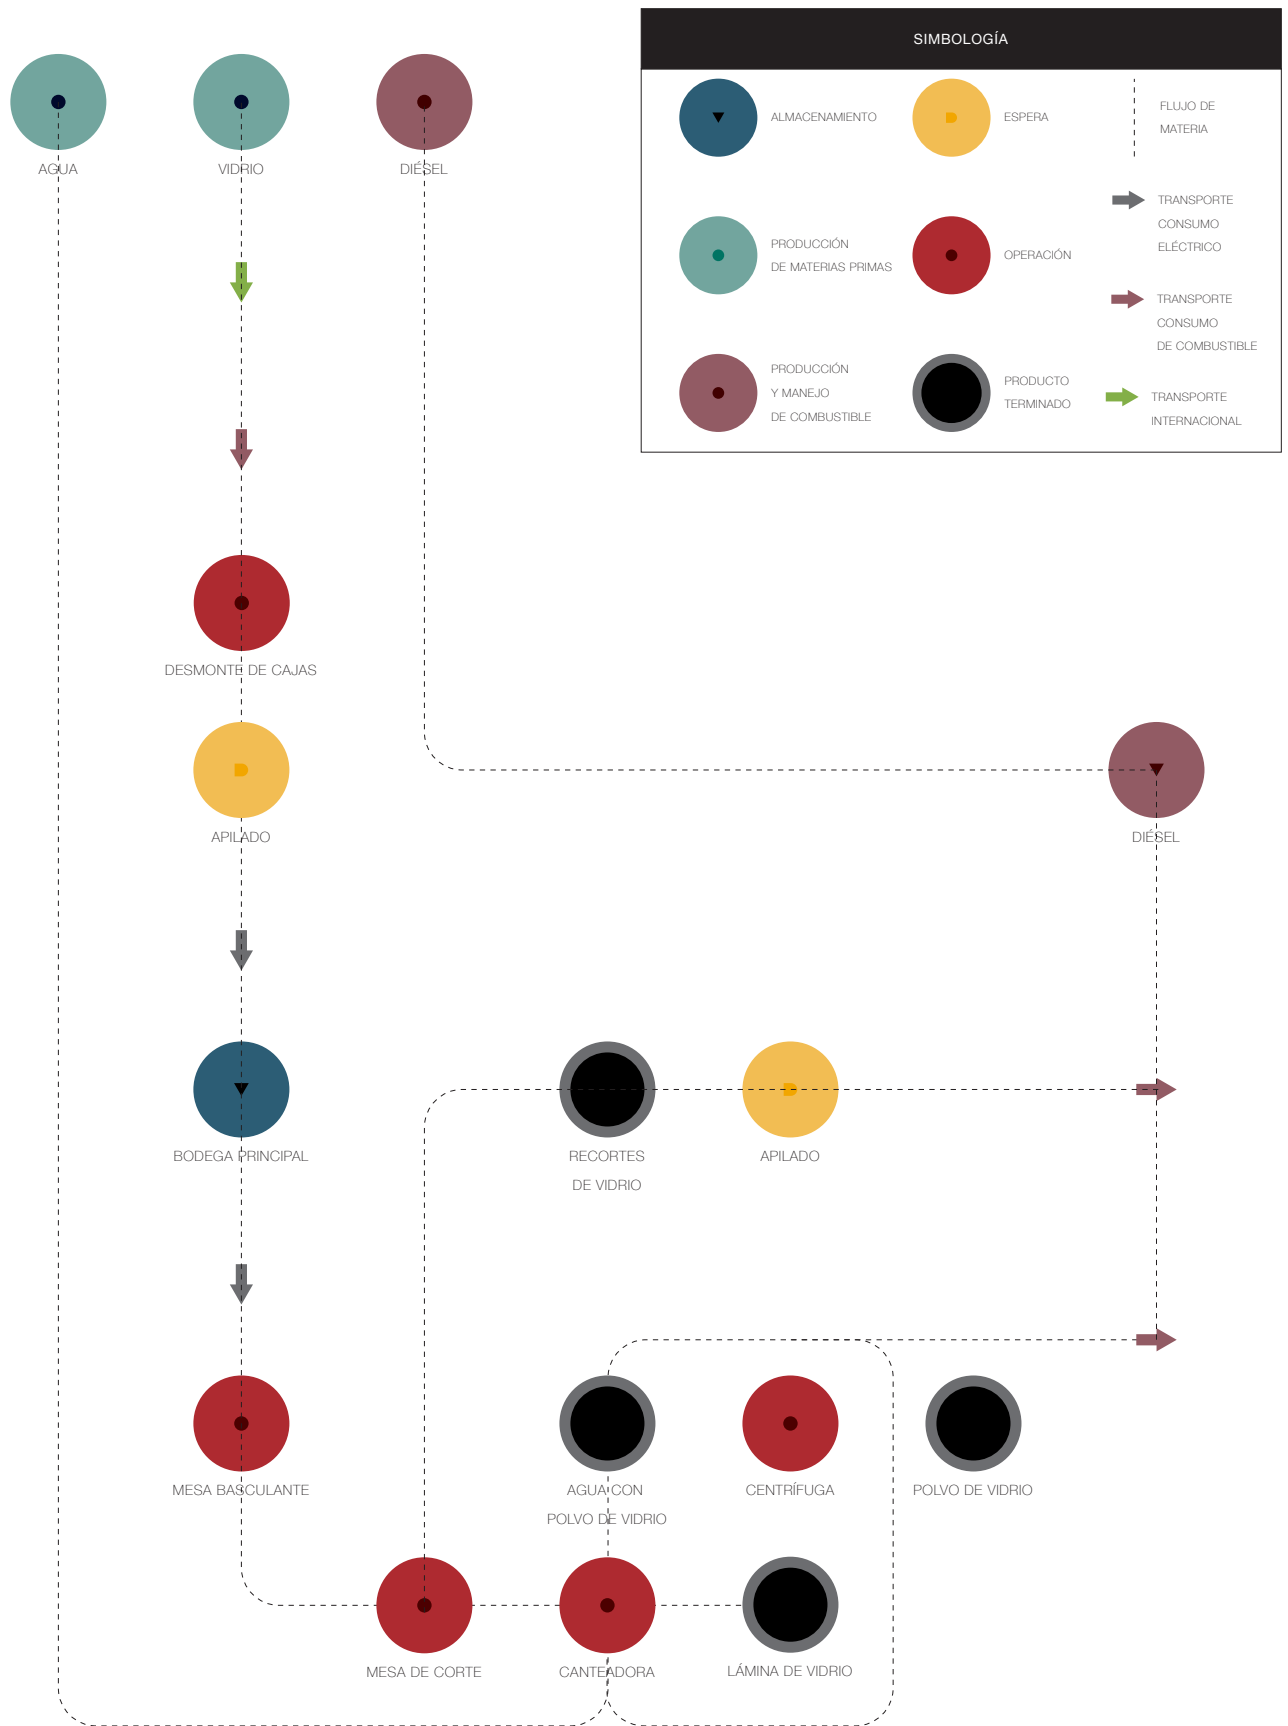 SIMBOLOGÍA
ALMACENAMIENTO
ESPERA
FLUJO DE
MATERIA
PRODUCCIÓN
DE MATERIAS PRIMAS
OPERACIÓN
TRANSPORTE
CONSUMO
ELÉCTRICO
TRANSPORTE
CONSUMO
DE COMBUSTIBLE
PRODUCCIÓN
Y MANEJO
DE COMBUSTIBLE
PRODUCTO
TERMINADO
TRANSPORTE
INTERNACIONAL
AGUA
VIDRIO
DIÉSEL
DESMONTE DE CAJAS
APILADO
DIÉSEL
BODEGA PRINCIPAL
RECORTES
DE VIDRIO
APILADO
MESA BASCULANTE
AGUA CON
POLVO DE VIDRIO
CENTRÍFUGA
POLVO DE VIDRIO
MESA DE CORTE
CANTEADORA
LÁMINA DE VIDRIO